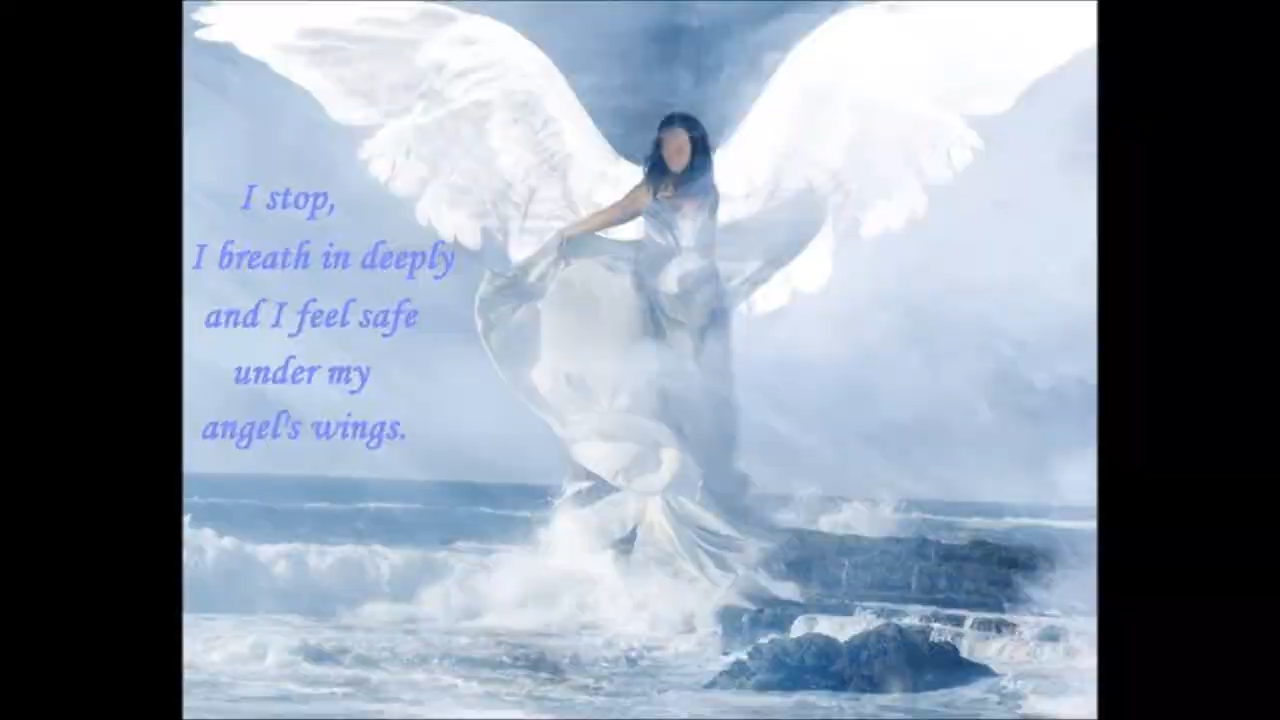 I stop,
I breath in deeply
and I feel safe
under my
angel's wings.